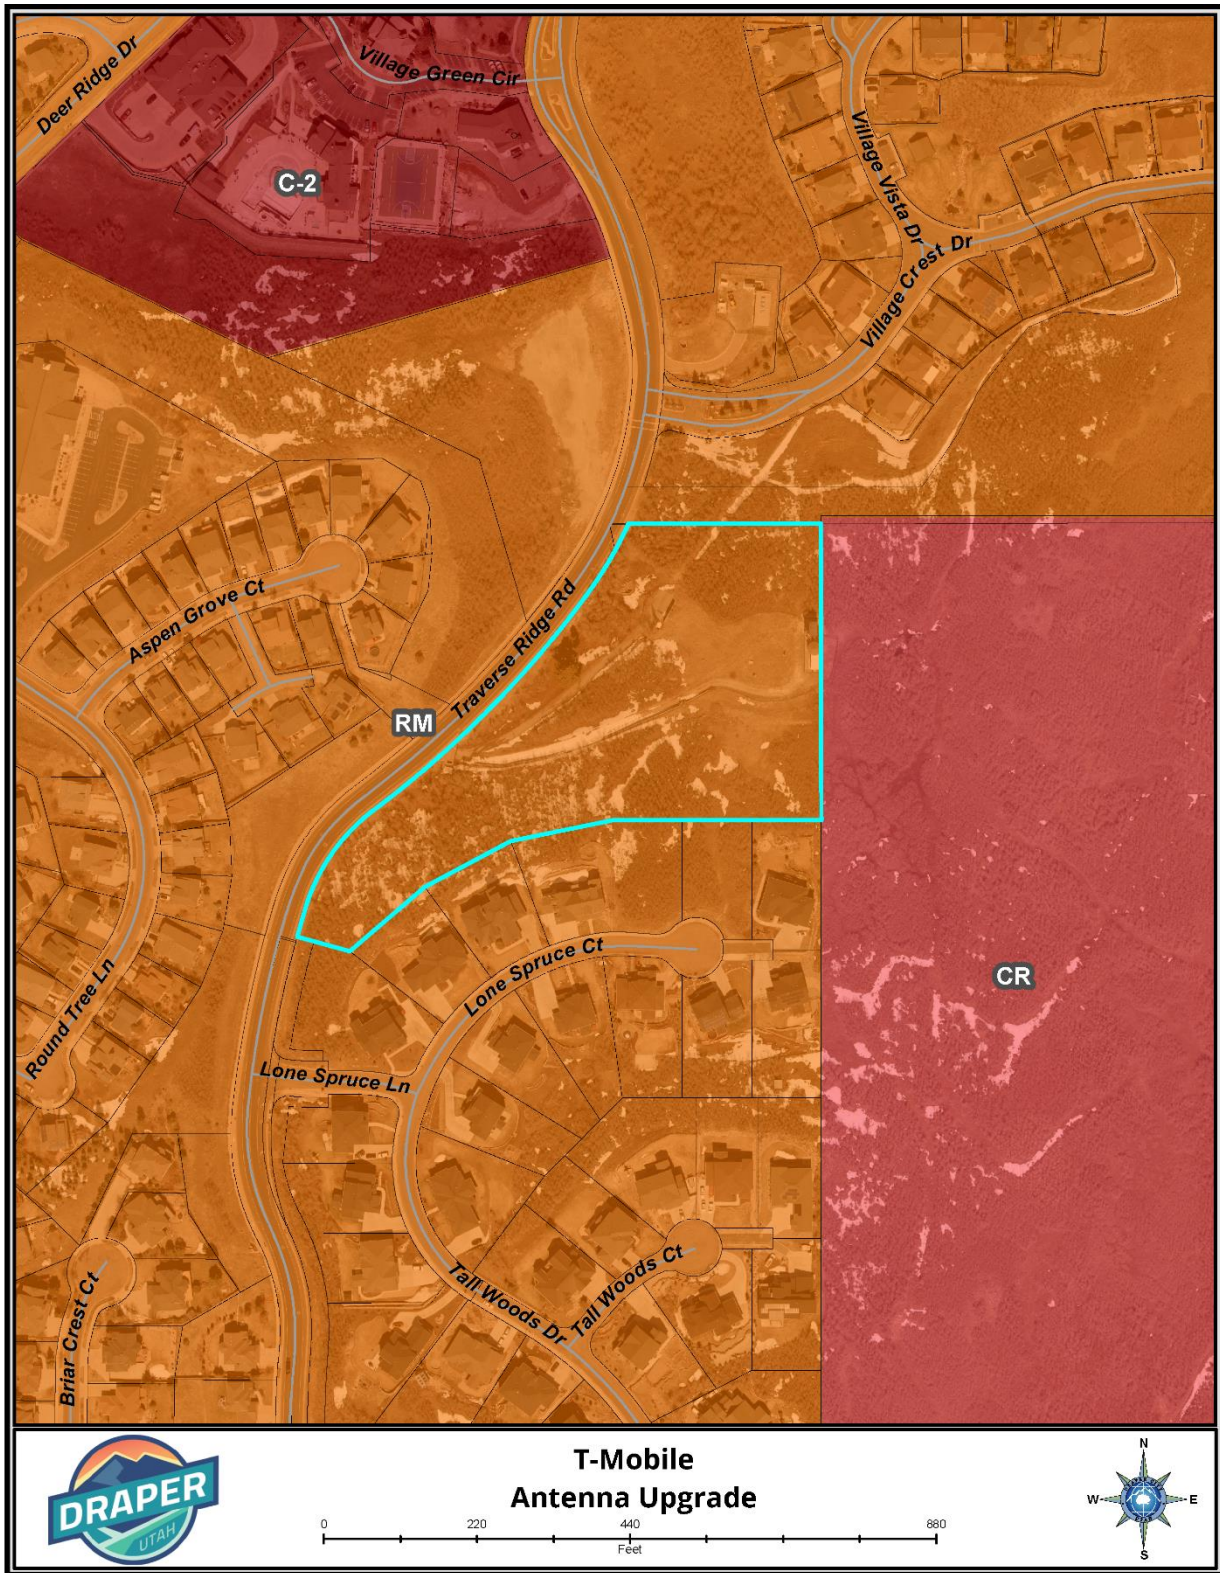 Deer Ridge Dr
Village Green Cir
C-2
Village Vista Dr
Village Crest Dr
Aspen Grove Ct
Traverse Ridge Rd
RM
Lone Spruce Ct
CR
Round Tree Ln
Lone Spruce Ln
Tall Woods Dr
Tall Woods Ct
Briar Crest Ct
DRAPER
UTAH
T-Mobile
Antenna Upgrade
0 220 440 880
Feet
N
W E
S